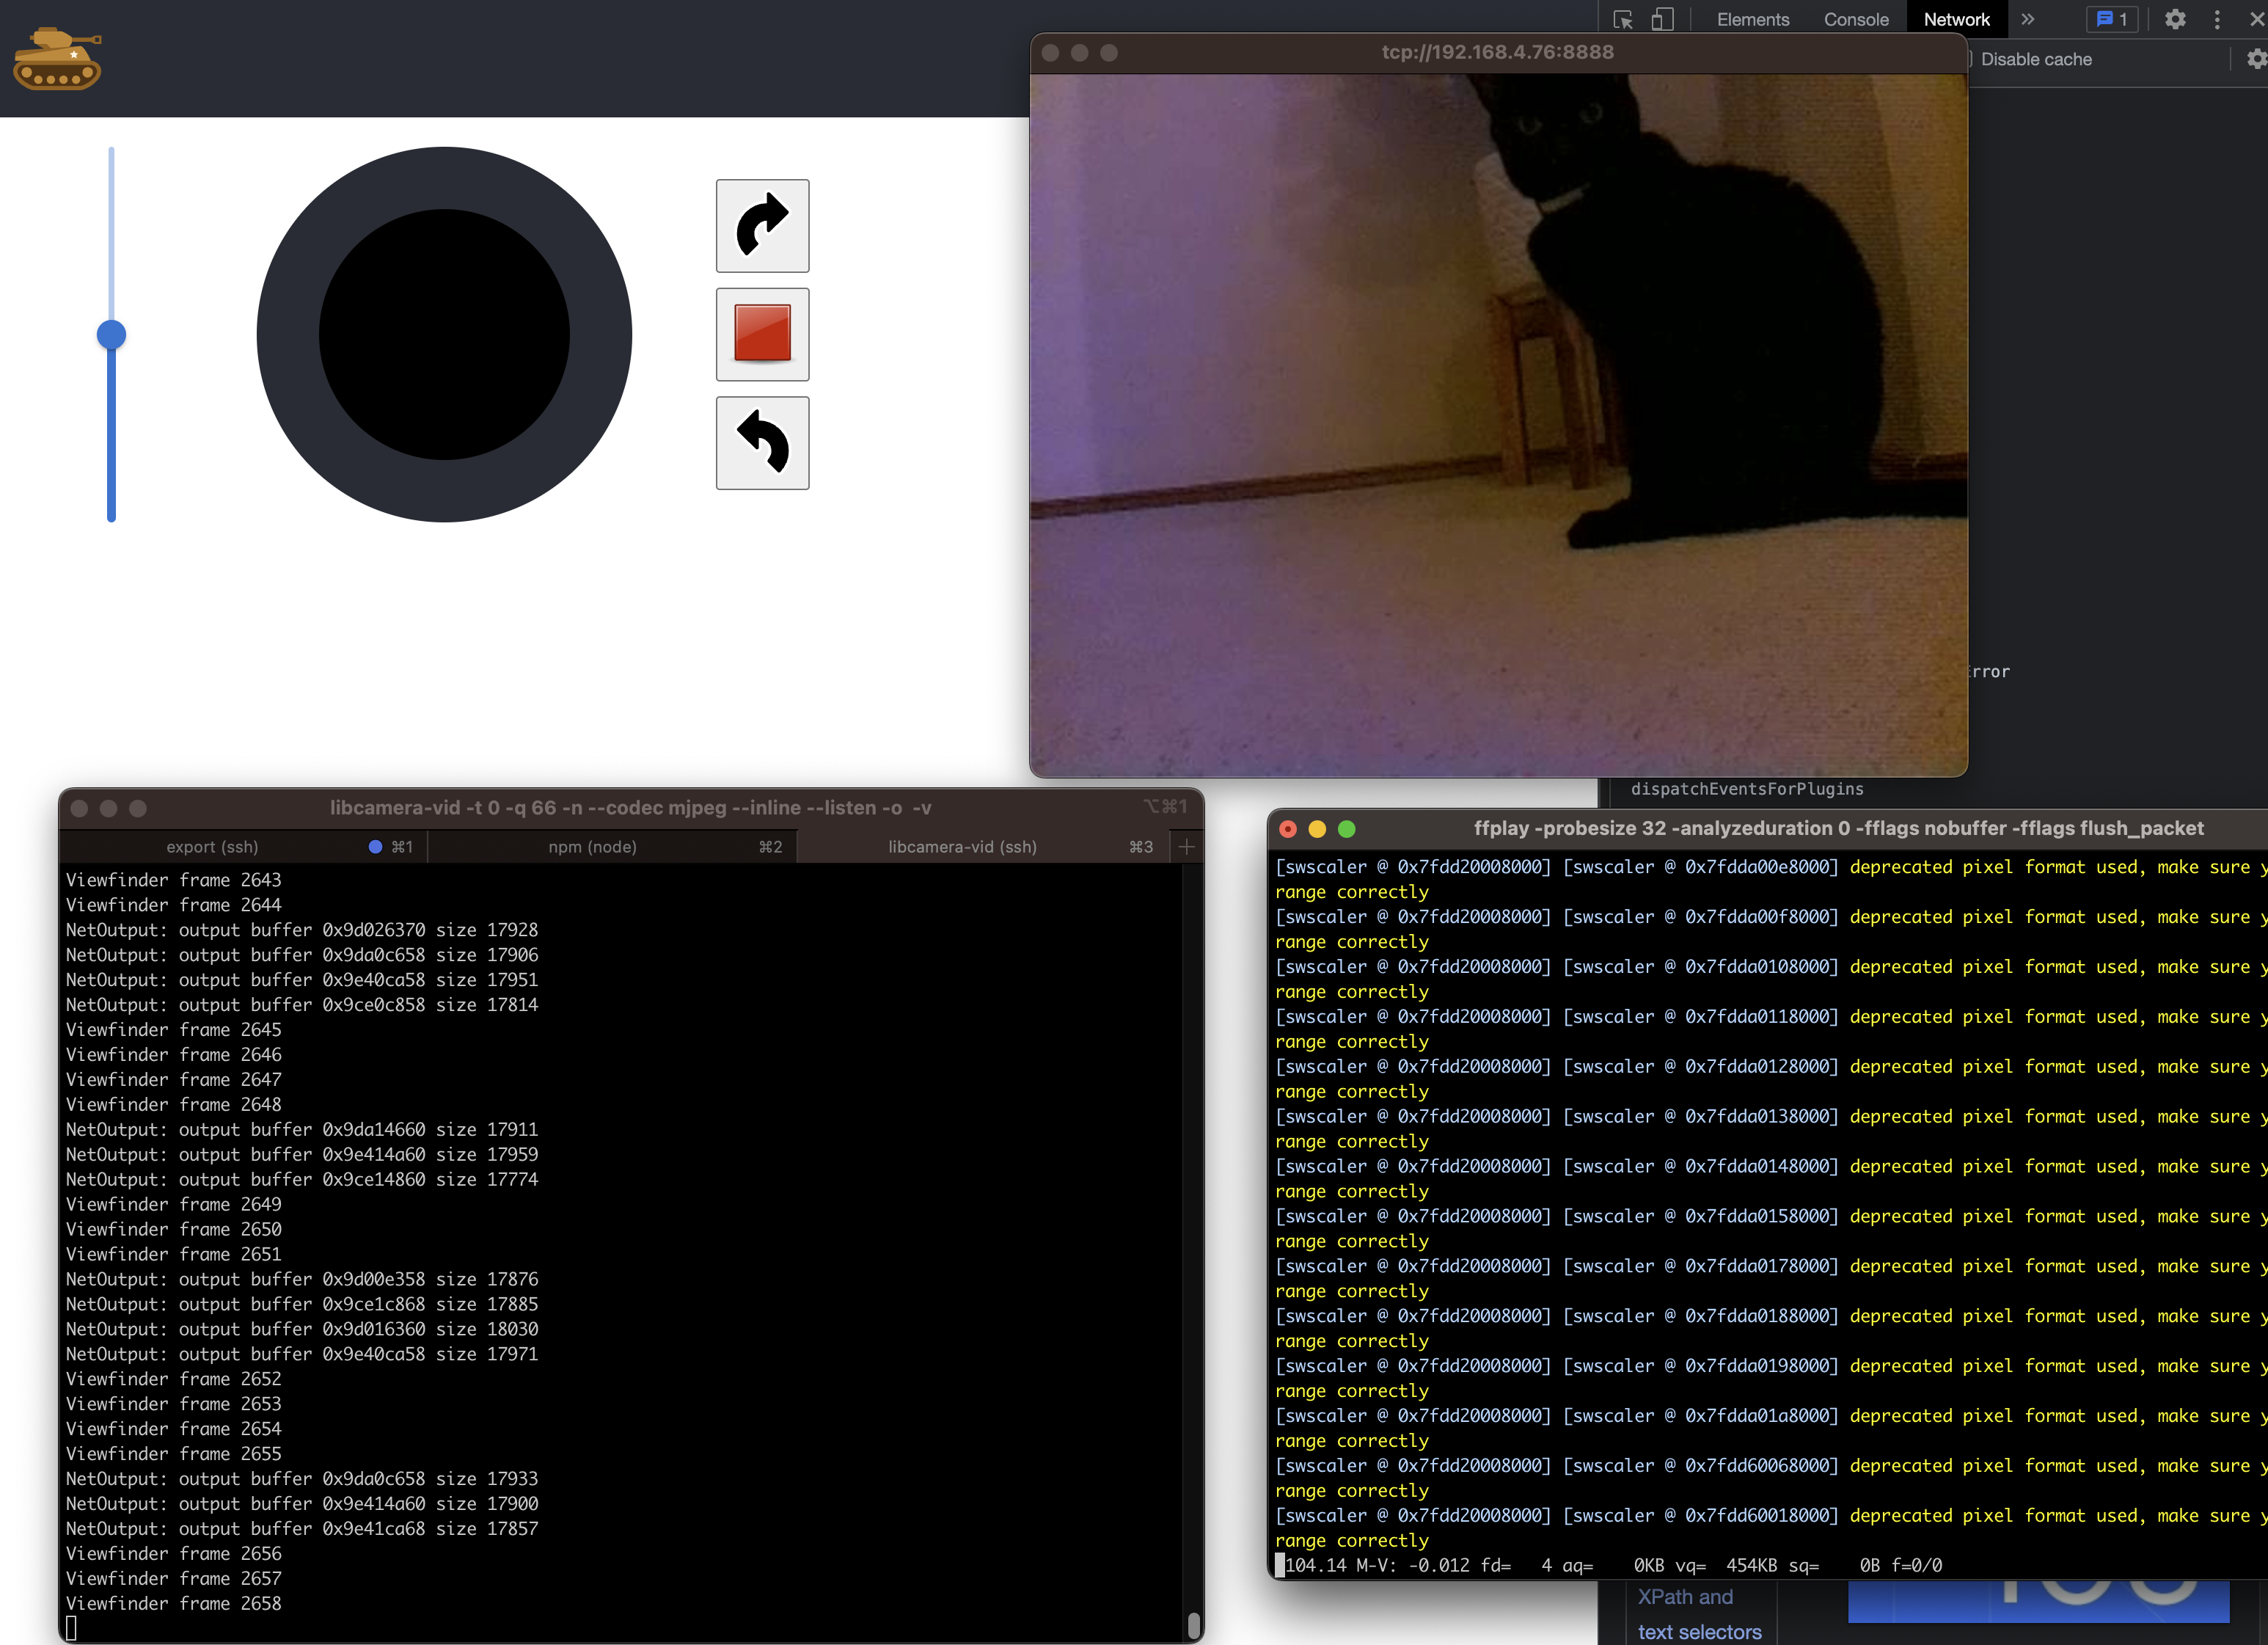 Elements Console Network » 1
Disable cache
tcp://192.168.4.76:8888
dispatchEventsForPlugins
libcamera-vid -t 0 -q 66 -n --codec mjpeg --inline --listen -o -v ⌥⌘1
export (ssh) ⌘1 npm (node) ⌘2 libcamera-vid (ssh) ⌘3 +
Viewfinder frame 2643
Viewfinder frame 2644
NetOutput: output buffer 0x9d026370 size 17928
NetOutput: output buffer 0x9da0c658 size 17906
NetOutput: output buffer 0x9e40ca58 size 17951
NetOutput: output buffer 0x9ce0c858 size 17814
Viewfinder frame 2645
Viewfinder frame 2646
Viewfinder frame 2647
Viewfinder frame 2648
NetOutput: output buffer 0x9da14660 size 17911
NetOutput: output buffer 0x9e414a60 size 17959
NetOutput: output buffer 0x9ce14860 size 17774
Viewfinder frame 2649
Viewfinder frame 2650
Viewfinder frame 2651
NetOutput: output buffer 0x9d00e358 size 17876
NetOutput: output buffer 0x9ce1c868 size 17885
NetOutput: output buffer 0x9d016360 size 18030
NetOutput: output buffer 0x9e40ca58 size 17971
Viewfinder frame 2652
Viewfinder frame 2653
Viewfinder frame 2654
Viewfinder frame 2655
NetOutput: output buffer 0x9da0c658 size 17933
NetOutput: output buffer 0x9e414a60 size 17900
NetOutput: output buffer 0x9e41ca68 size 17857
Viewfinder frame 2656
Viewfinder frame 2657
Viewfinder frame 2658
ffplay -probesize 32 -analyzeduration 0 -fflags nobuffer -fflags flush_packet
[swscaler @ 0x7fdd20008000] [swscaler @ 0x7fdda00e8000] deprecated pixel format used, make sure y
range correctly
[swscaler @ 0x7fdd20008000] [swscaler @ 0x7fdda00f8000] deprecated pixel format used, make sure y
range correctly
[swscaler @ 0x7fdd20008000] [swscaler @ 0x7fdda0108000] deprecated pixel format used, make sure y
range correctly
[swscaler @ 0x7fdd20008000] [swscaler @ 0x7fdda0118000] deprecated pixel format used, make sure y
range correctly
[swscaler @ 0x7fdd20008000] [swscaler @ 0x7fdda0128000] deprecated pixel format used, make sure y
range correctly
[swscaler @ 0x7fdd20008000] [swscaler @ 0x7fdda0138000] deprecated pixel format used, make sure y
range correctly
[swscaler @ 0x7fdd20008000] [swscaler @ 0x7fdda0148000] deprecated pixel format used, make sure y
range correctly
[swscaler @ 0x7fdd20008000] [swscaler @ 0x7fdda0158000] deprecated pixel format used, make sure y
range correctly
[swscaler @ 0x7fdd20008000] [swscaler @ 0x7fdda0178000] deprecated pixel format used, make sure y
range correctly
[swscaler @ 0x7fdd20008000] [swscaler @ 0x7fdda0188000] deprecated pixel format used, make sure y
range correctly
[swscaler @ 0x7fdd20008000] [swscaler @ 0x7fdda0198000] deprecated pixel format used, make sure y
range correctly
[swscaler @ 0x7fdd20008000] [swscaler @ 0x7fdda01a8000] deprecated pixel format used, make sure y
range correctly
[swscaler @ 0x7fdd20008000] [swscaler @ 0x7fdd60068000] deprecated pixel format used, make sure y
range correctly
[swscaler @ 0x7fdd20008000] [swscaler @ 0x7fdd60018000] deprecated pixel format used, make sure y
range correctly
104.14 M-V: -0.012 fd= 4 aq= 0KB vq= 454KB sq= 0B f=0/0
XPath and
text selectors